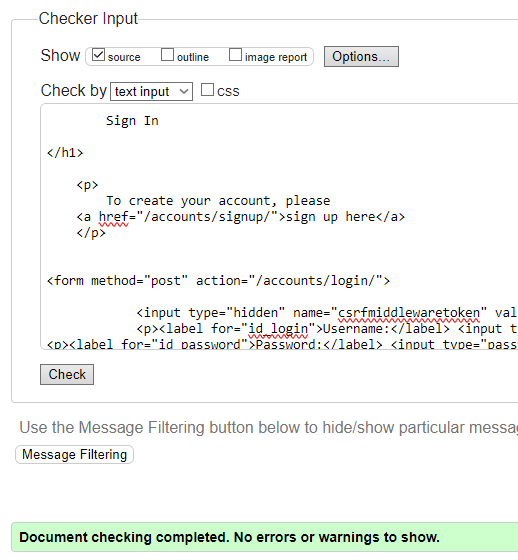 Checker Input
Show source outline image report Options...
Check by text input css
Sign In
</h1>
<p>
To create your account, please
<a href="/accounts/signup/">sign up here</a>
</p>
<form method="post" action="/accounts/login/">
<input type="hidden" name="csrfmiddlewaretoken" val
<p><label for="id_login">Username:</label> <input t
<p><label for="id_password">Password:</label> <input type="pass
Check
Use the Message Filtering button below to hide/show particular messa
Message Filtering
Document checking completed. No errors or warnings to show.